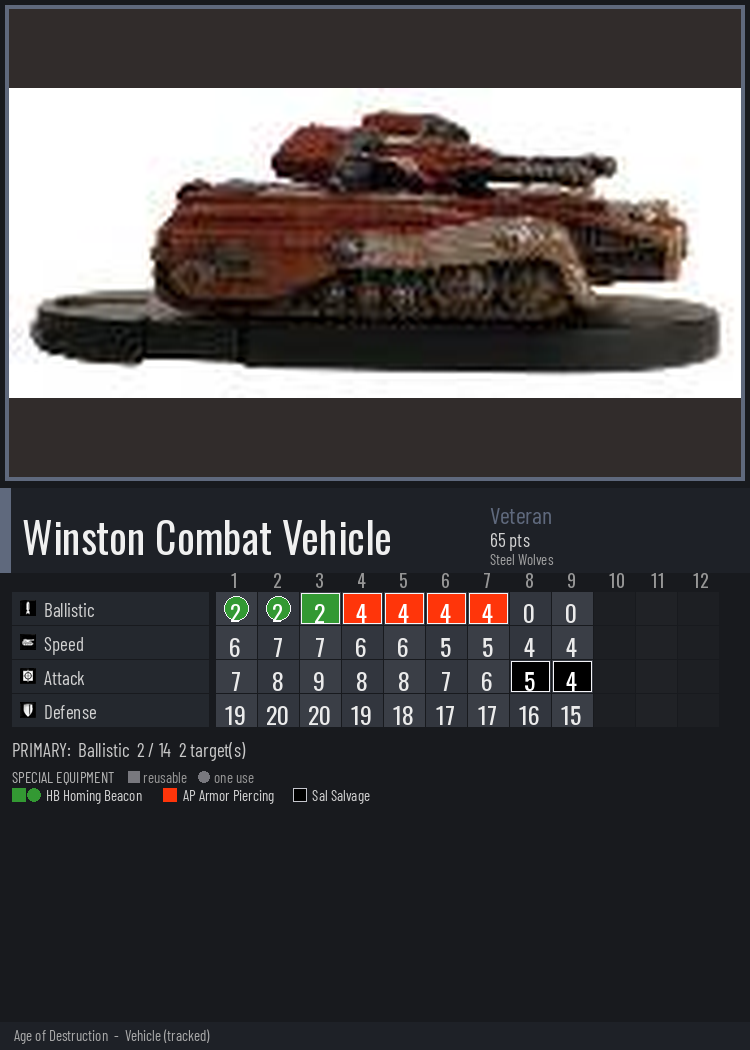 Winston Combat Vehicle
Veteran
65 pts
Steel Wolves
1 2 3 4 5 6 7 8 9 10 11 12
Ballistic 2 2 2 4 4 4 4 0 0
Speed 6 7 7 6 6 5 5 4 4
Attack 7 8 9 8 8 7 6 5 4
Defense 19 20 20 19 18 17 17 16 15
PRIMARY: Ballistic 2 / 14 2 target(s)
SPECIAL EQUIPMENT reusable one use
HB Homing Beacon AP Armor Piercing Sal Salvage
Age of Destruction - Vehicle (tracked)